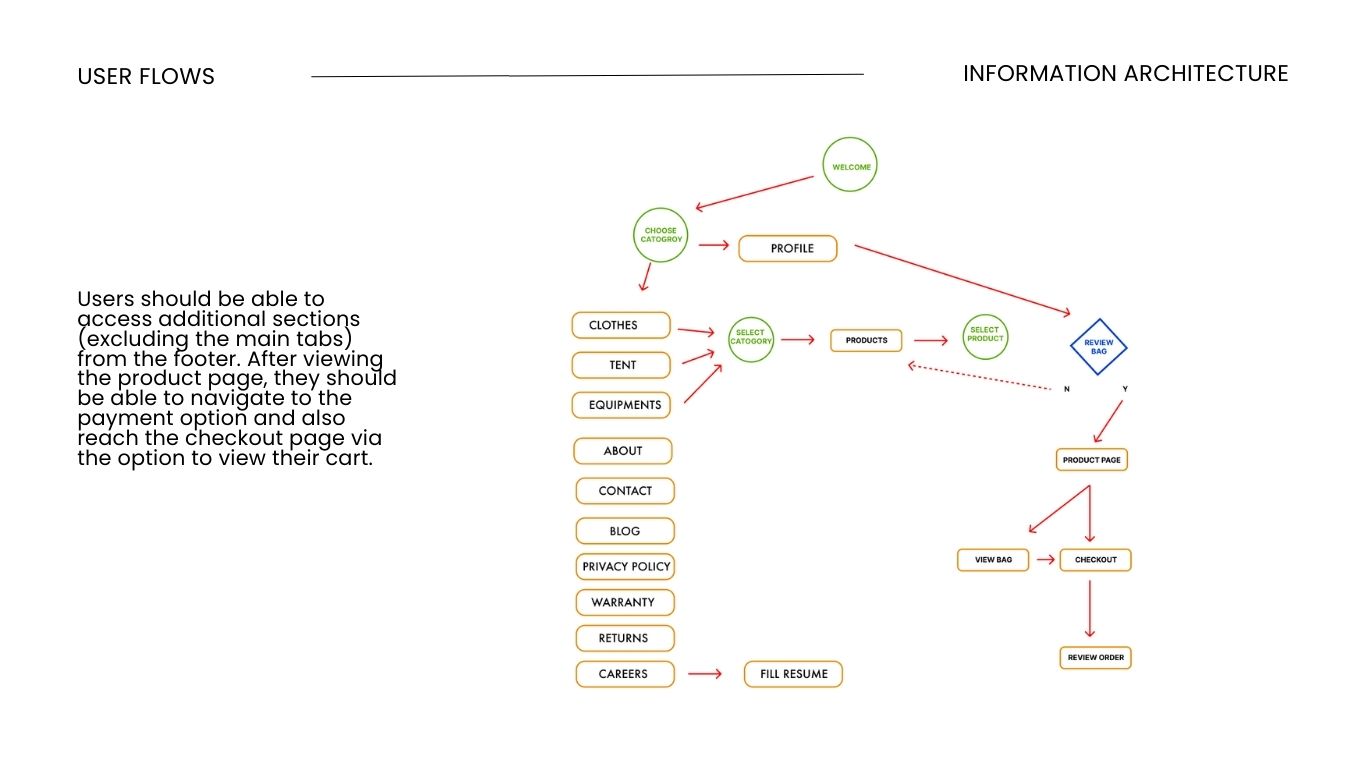 USER FLOWS
INFORMATION ARCHITECTURE
Users should be able to
access additional sections
(excluding the main tabs)
from the footer. After viewing
the product page, they should
be able to navigate to the
payment option and also
reach the checkout page via
the option to view their cart.
WELCOME
CHOOSE
CATOGROY
PROFILE
CLOTHES
TENT
EQUIPMENTS
SELECT
CATOGORY
PRODUCTS
SELECT
PRODUCT
REVIEW
BAG
N
Y
ABOUT
CONTACT
BLOG
PRIVACY POLICY
WARRANTY
RETURNS
CAREERS
FILL RESUME
PRODUCT PAGE
VIEW BAG
CHECKOUT
REVIEW ORDER